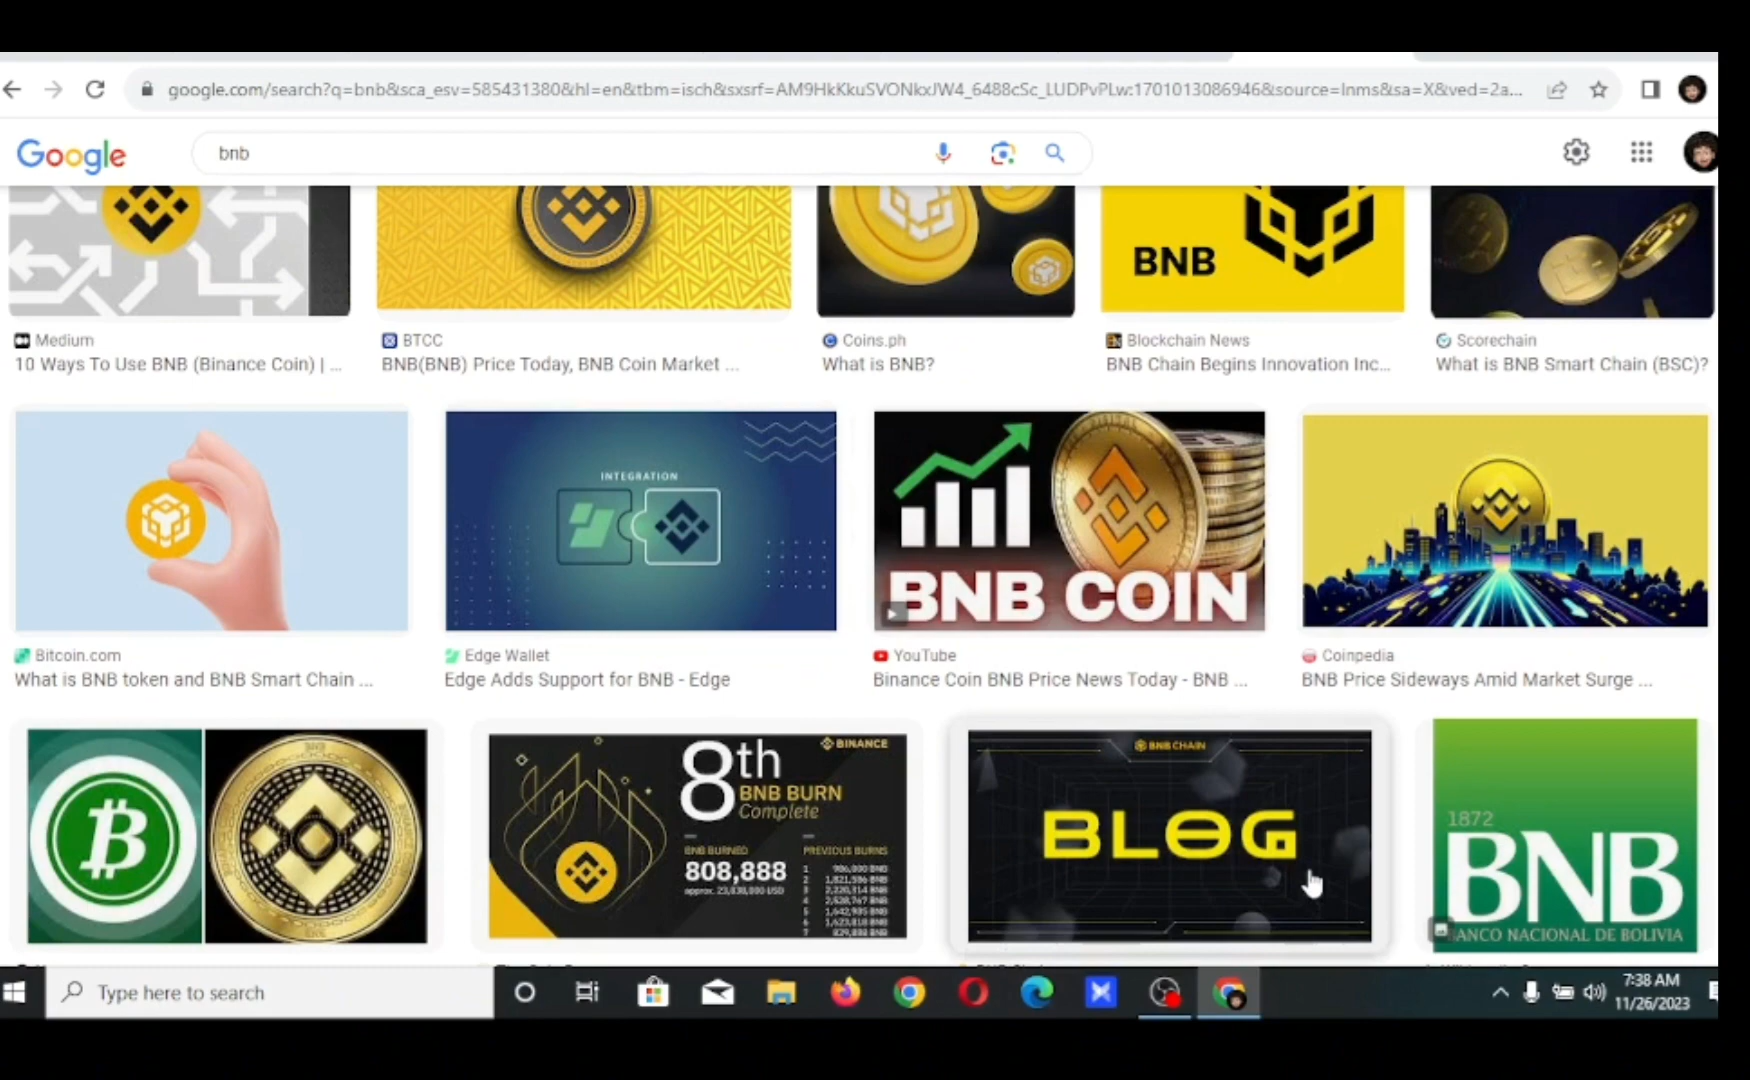 google.com/search?q=bnb&sca_esv=585431380&hl=en&tbm=isch&sxsrf=AM9HkKkuSVONkxJW4_6488cSc_LUDPvPLw:1701013086946&source=lnms&sa=X&ved=2a...
Google
bnb
BNB
Medium
10 Ways To Use BNB (Binance Coin) | ...
BTCC
BNB(BNB) Price Today, BNB Coin Market ...
Coins.ph
What is BNB?
Blockchain News
BNB Chain Begins Innovation Inc...
Scorechain
What is BNB Smart Chain (BSC)?
INTEGRATION
BNB COIN
Bitcoin.com
What is BNB token and BNB Smart Chain ...
Edge Wallet
Edge Adds Support for BNB - Edge
YouTube
Binance Coin BNB Price News Today - BNB ...
Coinpedia
BNB Price Sideways Amid Market Surge ...
BINANCE
8th
BNB BURN
Complete
BNB BURNED
808,888
PREVIOUS BURNS
BNB CHAIN
BLOG
1872
BNB
BANCO NACIONAL DE BOLIVIA
Type here to search
7:38 AM
11/26/2023